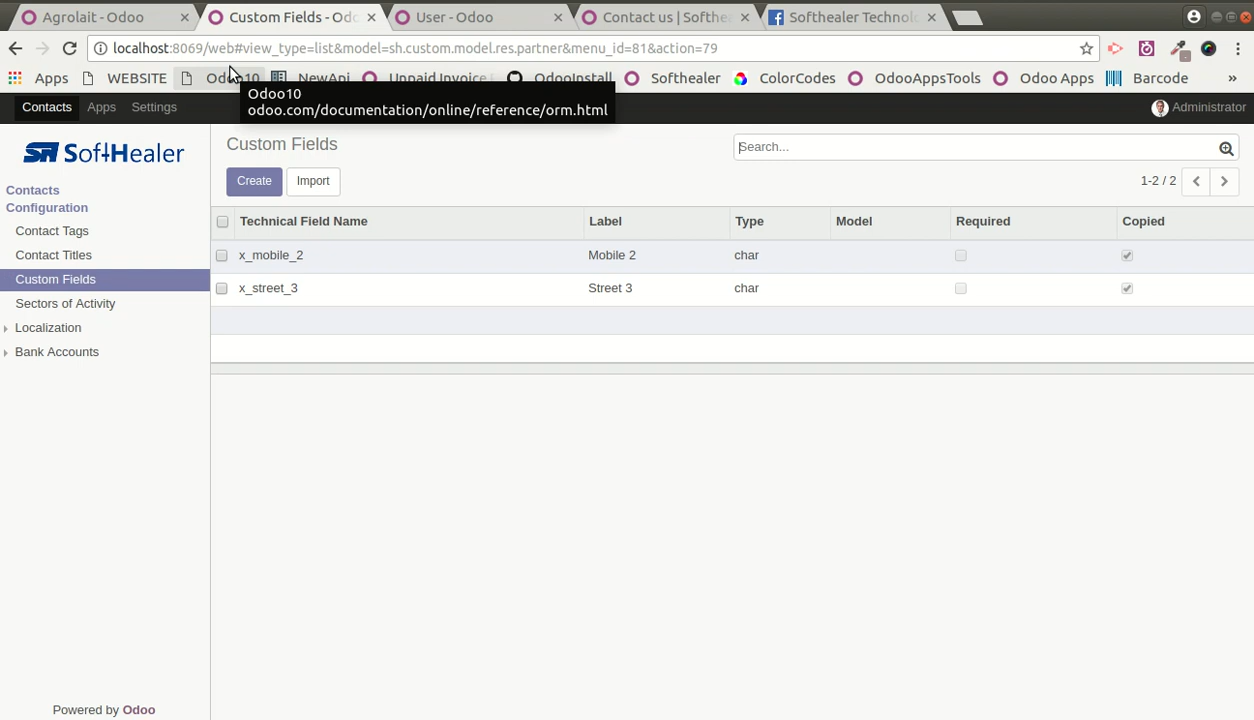 Agrolait - Odoo
Custom Fields - Odo
User - Odoo
Contact us | Softhea
Softhealer Technolo
localhost:8069/web#view_type=list&model=sh.custom.model.res.partner&menu_id=81&action=79
Apps WEBSITE Odoo10 NewApi Unpaid Invoice OdooInstall Softhealer ColorCodes OdooAppsTools Odoo Apps Barcode »
Odoo10
odoo.com/documentation/online/reference/orm.html
Contacts Apps Settings Administrator
SoftHealer
Custom Fields
Search...
Create Import
1-2 / 2
Contacts
Configuration
Contact Tags
Contact Titles
Custom Fields
Sectors of Activity
Localization
Bank Accounts
Technical Field Name Label Type Model Required Copied
x_mobile_2 Mobile 2 char
x_street_3 Street 3 char
Powered by Odoo